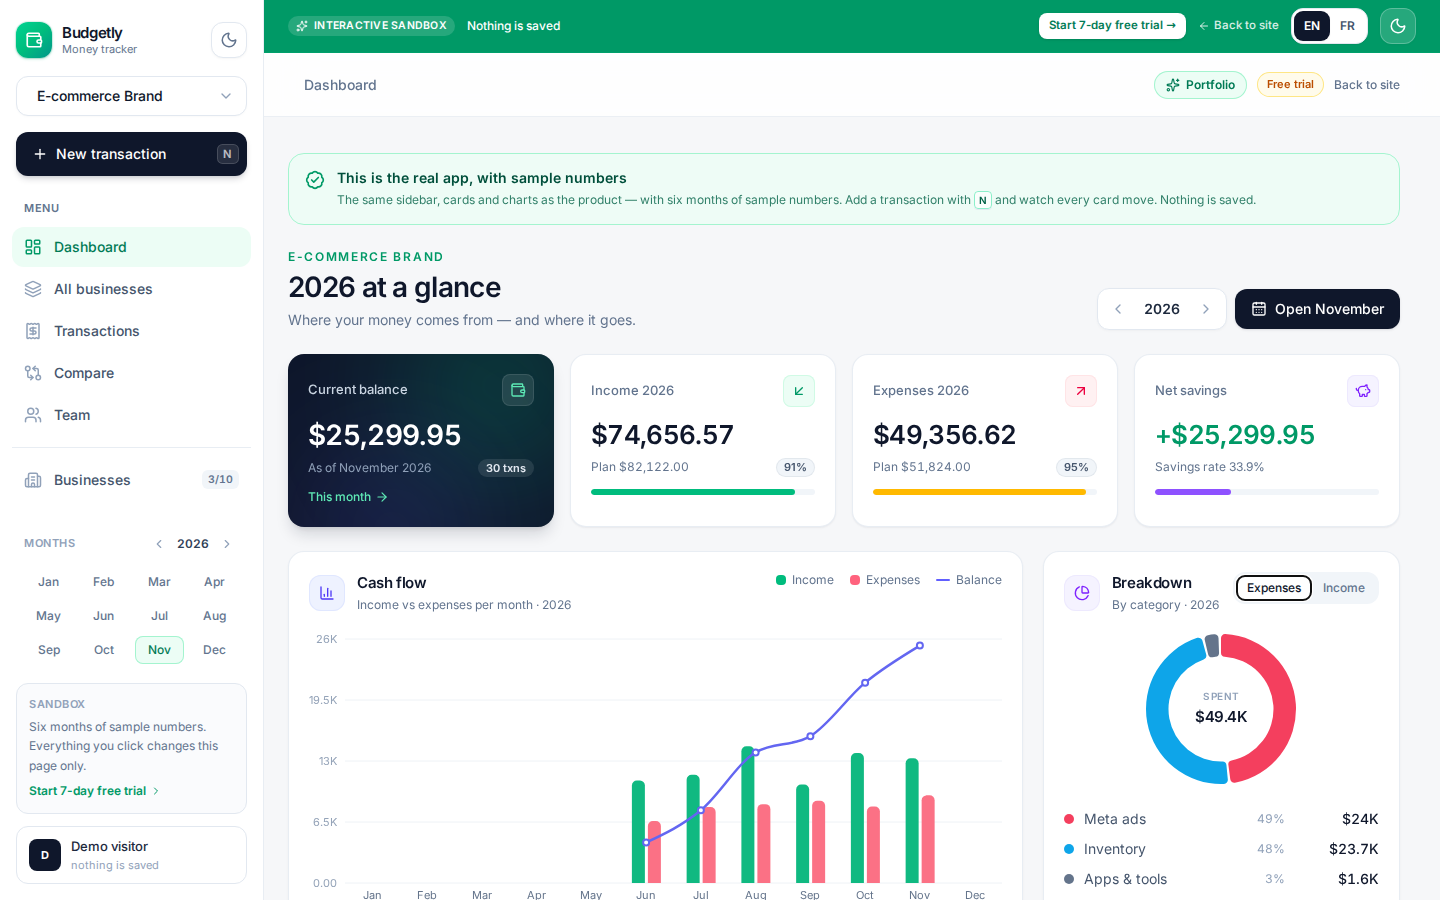 Budgetly
Money tracker
E-commerce Brand
New transaction N
MENU
Dashboard
All businesses
Transactions
Compare
Team
Businesses 3/10
MONTHS 2026
Jan Feb Mar Apr
May Jun Jul Aug
Sep Oct Nov Dec
SANDBOX
Six months of sample numbers.
Everything you click changes this
page only.
Start 7-day free trial
D Demo visitor
nothing is saved
INTERACTIVE SANDBOX Nothing is saved
Start 7-day free trial → ← Back to site EN FR
Dashboard
Portfolio Free trial Back to site
This is the real app, with sample numbers
The same sidebar, cards and charts as the product — with six months of sample numbers. Add a transaction with N and watch every card move. Nothing is saved.
E-COMMERCE BRAND
2026 at a glance
Where your money comes from — and where it goes.
2026 Open November
Current balance
$25,299.95
As of November 2026 30 txns
This month →
Income 2026
$74,656.57
Plan $82,122.00 91%
Expenses 2026
$49,356.62
Plan $51,824.00 95%
Net savings
+$25,299.95
Savings rate 33.9%
Cash flow
Income vs expenses per month · 2026
Income Expenses Balance
26K
19.5K
13K
6.5K
0.00
Jan Feb Mar Apr May Jun Jul Aug Sep Oct Nov Dec
Breakdown
By category · 2026
Expenses Income
SPENT
$49.4K
Meta ads 49% $24K
Inventory 48% $23.7K
Apps & tools 3% $1.6K